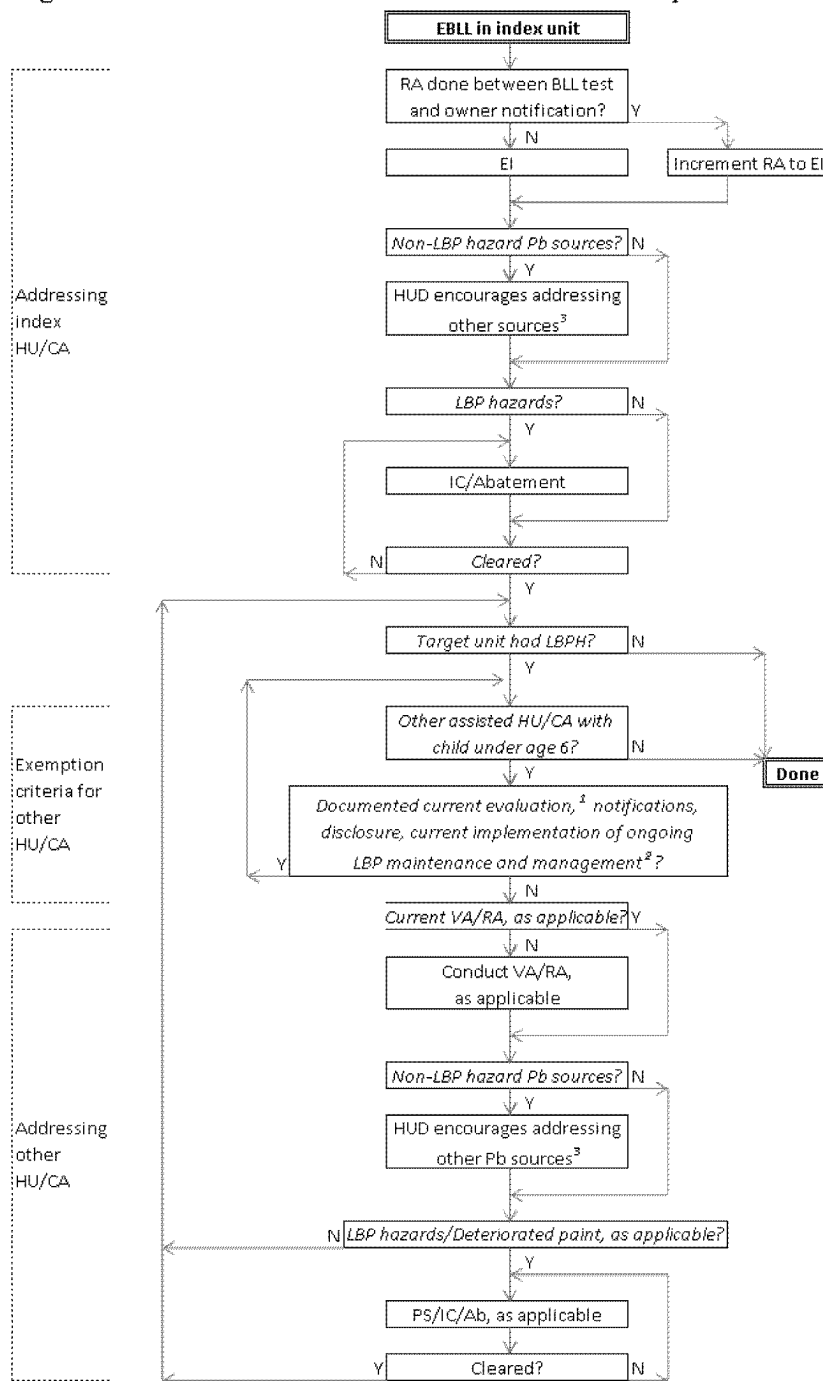 EBLL in index unit
RA done between BLL test
and owner notification?
Y
N
EI
Increment RA to EI
Non-LBP hazard Pb sources?
N
Y
Addressing
index
HU/CA
HUD encourages addressing
other sources³
LBP hazards?
N
Y
IC/Abatement
N
Cleared?
Y
Target unit had LBPH?
N
Y
Exemption
criteria for
other
HU/CA
Other assisted HU/CA with
child under age 6?
N
Done
Y
Documented current evaluation,¹ notifications,
disclosure, current implementation of ongoing
LBP maintenance and management²?
Y
N
Current VA/RA, as applicable?
Y
N
Conduct VA/RA,
as applicable
Non-LBP hazard Pb sources?
N
Y
Addressing
other
HU/CA
HUD encourages addressing
other Pb sources³
N
LBP hazards/Deteriorated paint, as applicable?
Y
PS/IC/Ab, as applicable
Y
Cleared?
N